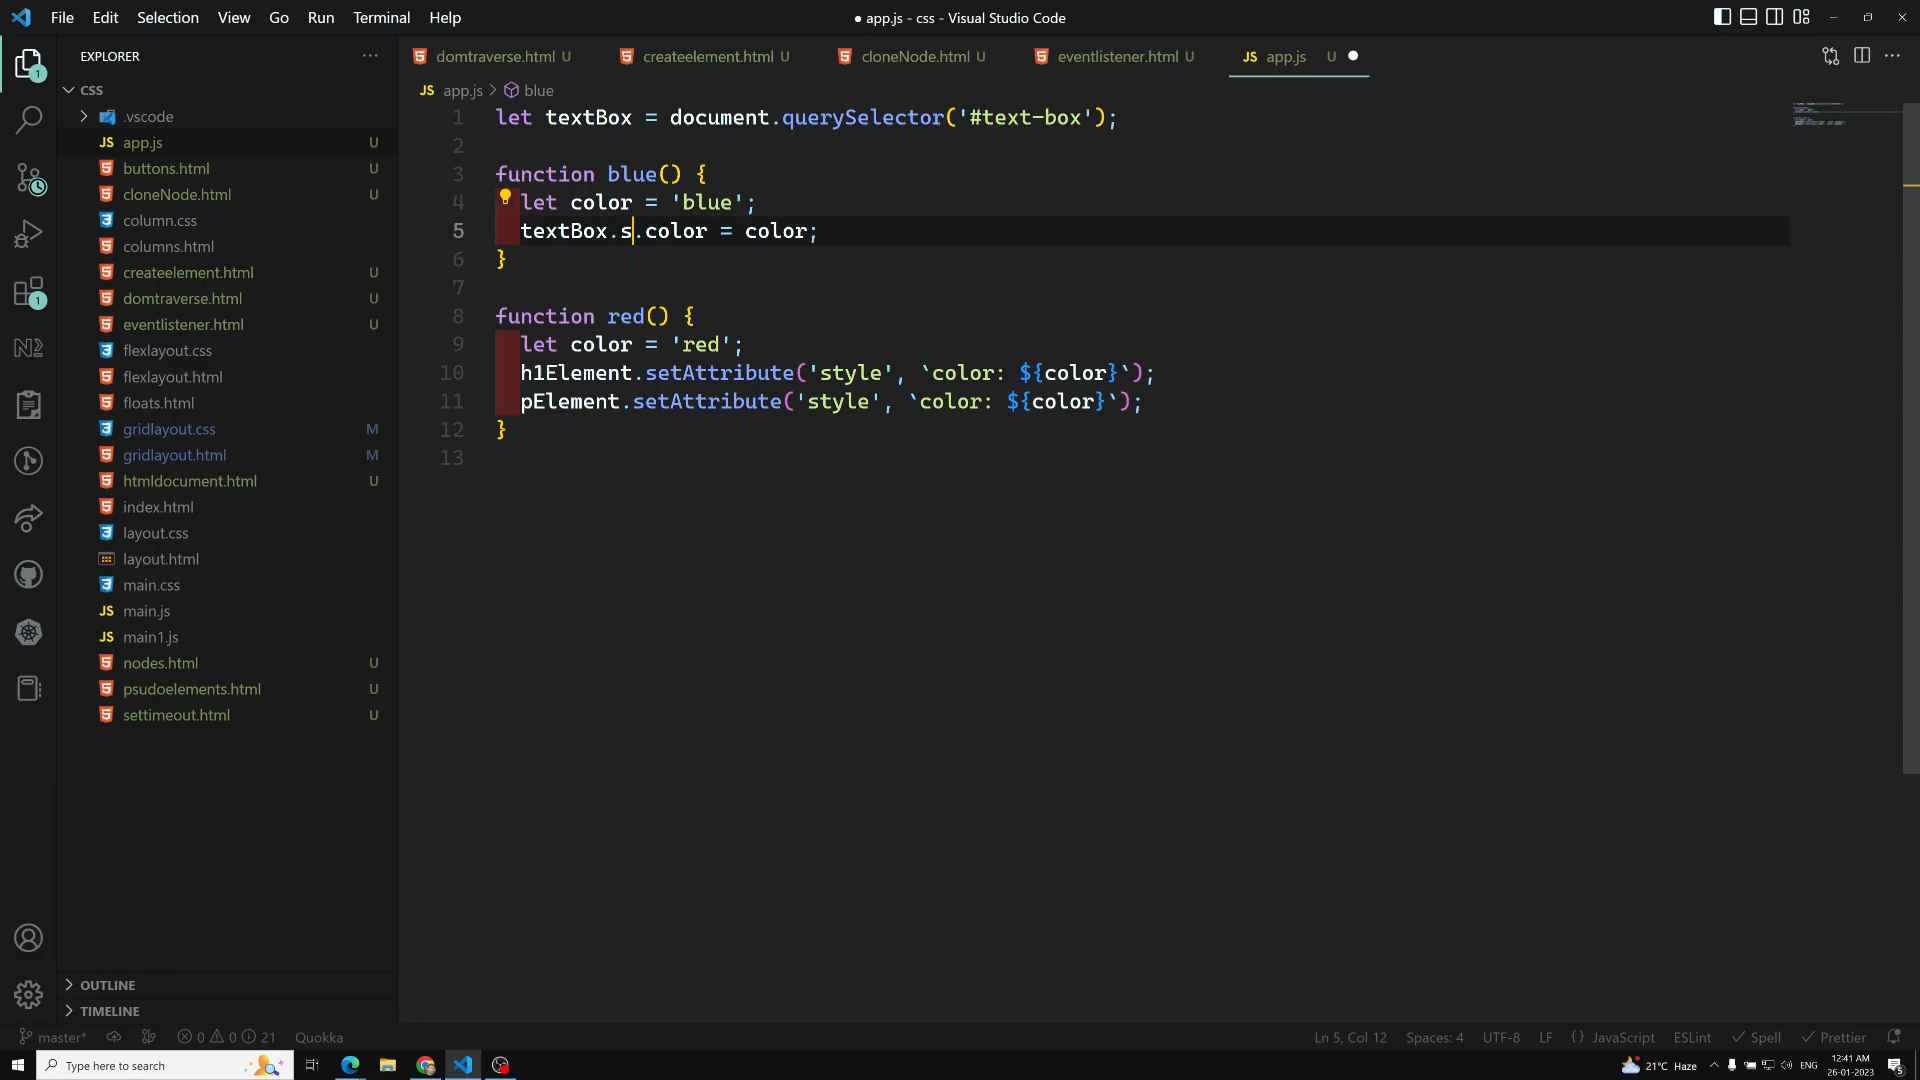 File Edit Selection View Go Run Terminal Help
● app.js - css - Visual Studio Code
EXPLORER
domtraverse.html U
createelement.html U
cloneNode.html U
eventlistener.html U
JS app.js U
CSS
JS app.js > blue
.vscode
JS app.js U
buttons.html U
cloneNode.html U
column.css
columns.html
createelement.html U
domtraverse.html U
eventlistener.html U
flexlayout.css
flexlayout.html
floats.html
gridlayout.css M
gridlayout.html M
htmldocument.html U
index.html
layout.css
layout.html
main.css
JS main.js
JS main1.js
nodes.html U
psudoelements.html U
settimeout.html U
OUTLINE
TIMELINE
1 let textBox = document.querySelector('#text-box');
2
3 function blue() {
4 let color = 'blue';
5 textBox.s.color = color;
6 }
7
8 function red() {
9 let color = 'red';
10 h1Element.setAttribute('style', `color: ${color}`);
11 pElement.setAttribute('style', `color: ${color}`);
12 }
13
master* 0 0 21 Quokka
Ln 5, Col 12 Spaces: 4 UTF-8 LF {} JavaScript ESLint Spell Prettier
Type here to search
21°C Haze ENG
12:41 AM
26-01-2023
5